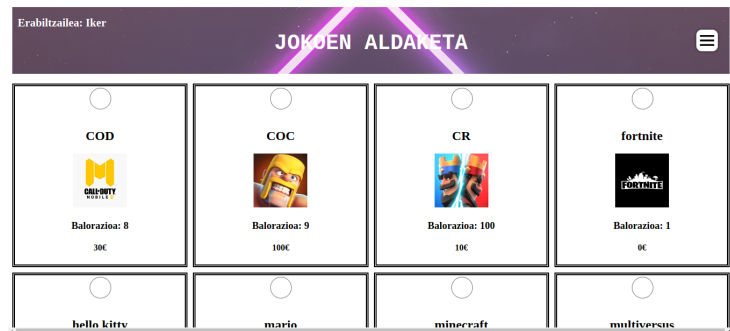 Erabiltzailea: Iker
JOKOEN ALDAKETA
COD
COC
CR
fortnite
CALL·DUTY
MOBILE
FORTNITE
Balorazioa: 8
Balorazioa: 9
Balorazioa: 100
Balorazioa: 1
30€
100€
10€
0€
hello kitty
mario
minecraft
multiversus